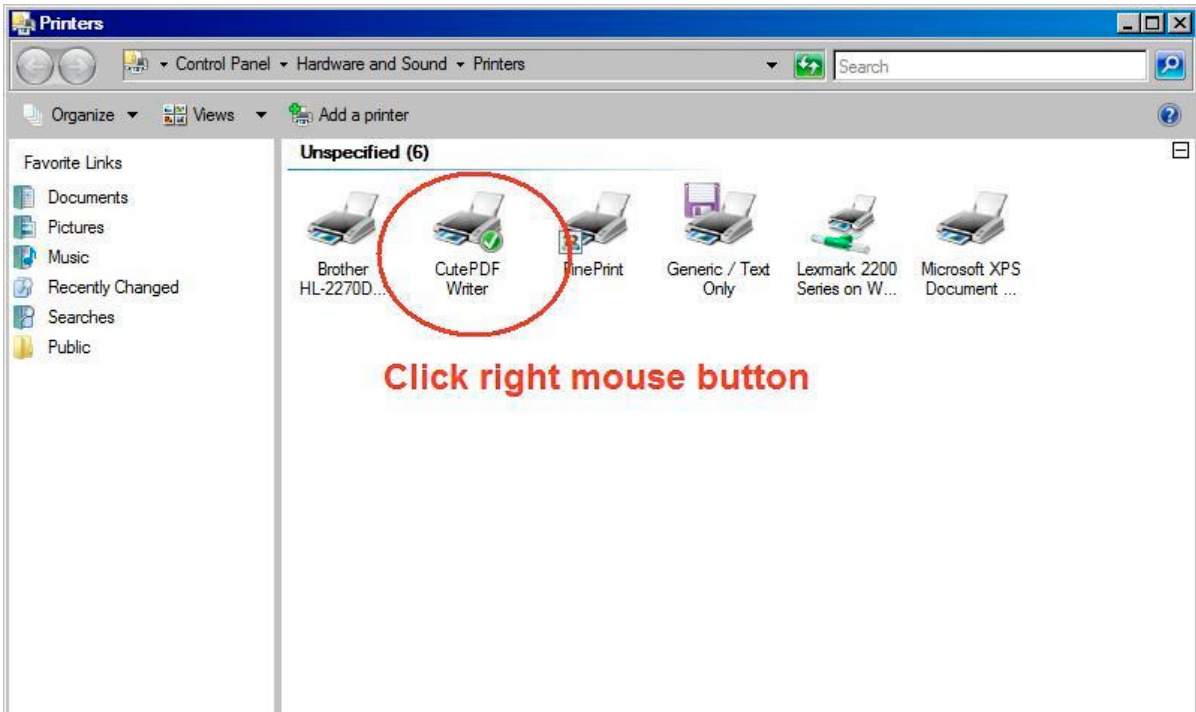 Printers
Control Panel
Hardware and Sound
Printers
Search
Organize
Views
Add a printer
Favorite Links
Documents
Pictures
Music
Recently Changed
Searches
Public
Unspecified (6)
Brother
HL-2270D...
CutePDF
Writer
FinePrint
Generic / Text
Only
Lexmark 2200
Series on W...
Microsoft XPS
Document ...
Click right mouse button